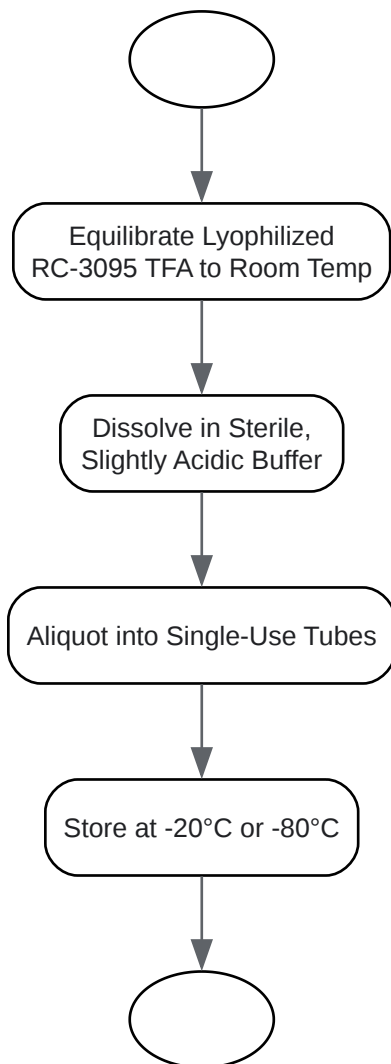 Equilibrate Lyophilized
RC-3095 TFA to Room Temp
Dissolve in Sterile,
Slightly Acidic Buffer
Aliquot into Single-Use Tubes
Store at -20°C or -80°C